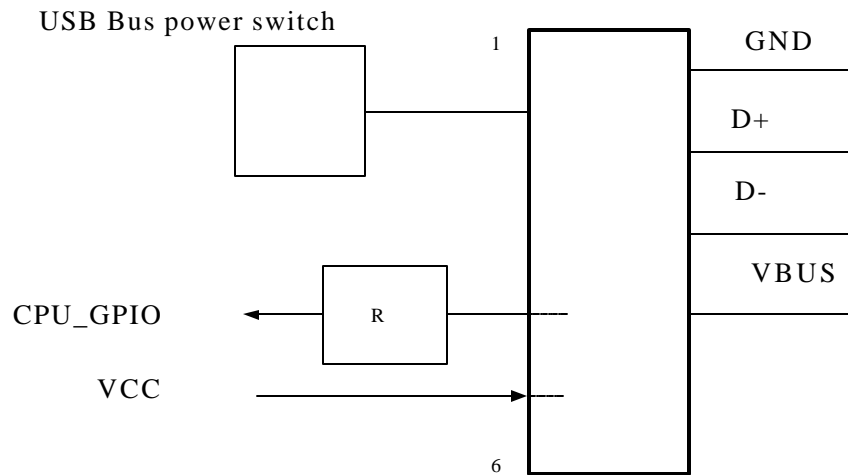 USB Bus power switch
1
GND
D+
D-
VBUS
CPU_GPIO
R
VCC
6